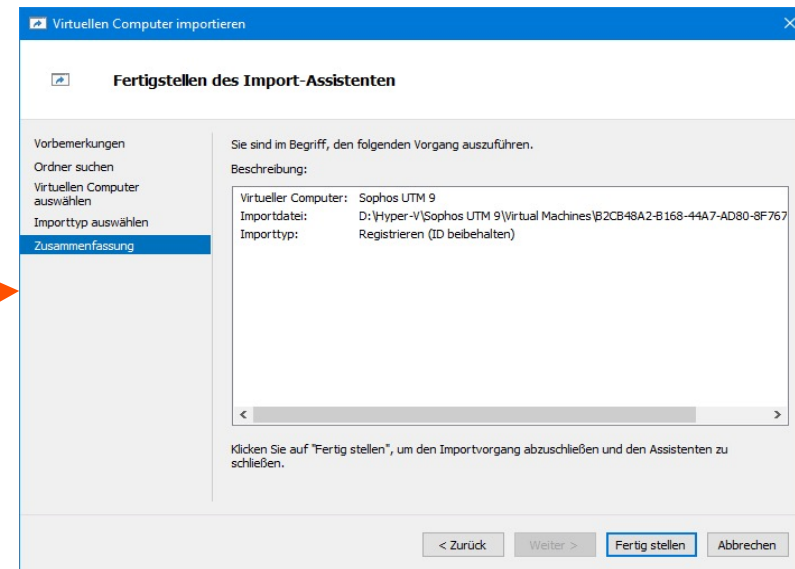 Virtuellen Computer importieren
Fertigstellen des Import-Assistenten
Vorbemerkungen
Ordner suchen
Virtuellen Computer
auswählen
Importtyp auswählen
Zusammenfassung
Sie sind im Begriff, den folgenden Vorgang auszuführen.
Beschreibung:
Virtueller Computer: Sophos UTM 9
Importdatei: D:\Hyper-V\Sophos UTM 9\Virtual Machines\B2CB48A2-B168-44A7-AD80-8F767
Importtyp: Registrieren (ID beibehalten)
Klicken Sie auf "Fertig stellen", um den Importvorgang abzuschließen und den Assistenten zu
schließen.
< Zurück Weiter > Fertig stellen Abbrechen